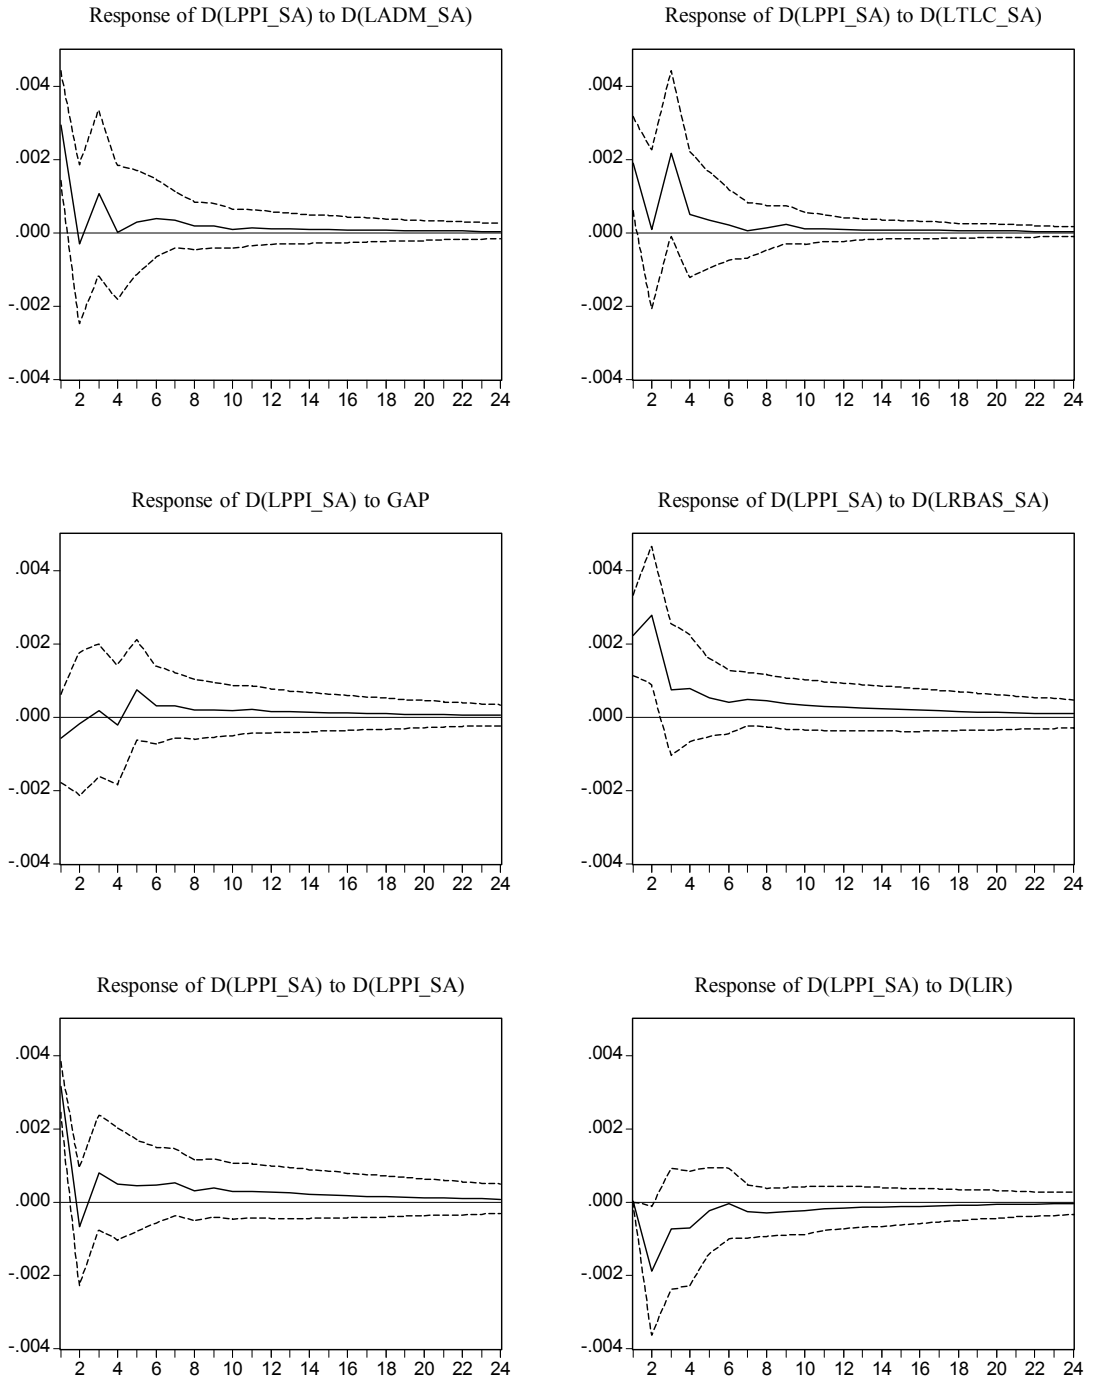 Response of D(LPPI_SA) to D(LADM_SA)
.004
.002
.000
-.002
-.004
2 4 6 8 10 12 14 16 18 20 22 24
Response of D(LPPI_SA) to D(LTLC_SA)
.004
.002
.000
-.002
-.004
2 4 6 8 10 12 14 16 18 20 22 24
Response of D(LPPI_SA) to GAP
.004
.002
.000
-.002
-.004
2 4 6 8 10 12 14 16 18 20 22 24
Response of D(LPPI_SA) to D(LRBAS_SA)
.004
.002
.000
-.002
-.004
2 4 6 8 10 12 14 16 18 20 22 24
Response of D(LPPI_SA) to D(LPPI_SA)
.004
.002
.000
-.002
-.004
2 4 6 8 10 12 14 16 18 20 22 24
Response of D(LPPI_SA) to D(LIR)
.004
.002
.000
-.002
-.004
2 4 6 8 10 12 14 16 18 20 22 24